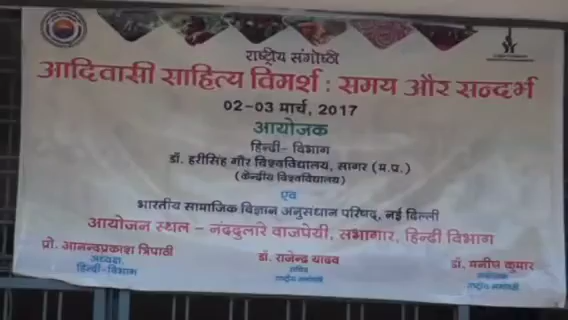 राष्ट्रीय संगोष्ठी
आदिवासी साहित्य विमर्श : समय और सन्दर्भ
02-03 मार्च, 2017
आयोजक
हिन्दी- विभाग
डॉ. हरीसिंह गौर विश्वविद्यालय, सागर (म.प्र.)
(केन्द्रीय विश्वविद्यालय)
एवं
भारतीय सामाजिक विज्ञान अनुसंधान परिषद्, नई दिल्ली
आयोजन स्थल - नंददुलारे वाजपेयी, सभागार, हिन्दी विभाग
प्रो. आनन्दप्रकाश त्रिपाठी डॉ. राजेन्द्र यादव डॉ. मनीष कुमार
अध्यक्ष, सचिव
हिन्दी-विभाग राष्ट्रीय संगोष्ठी राष्ट्रीय संगोष्ठी